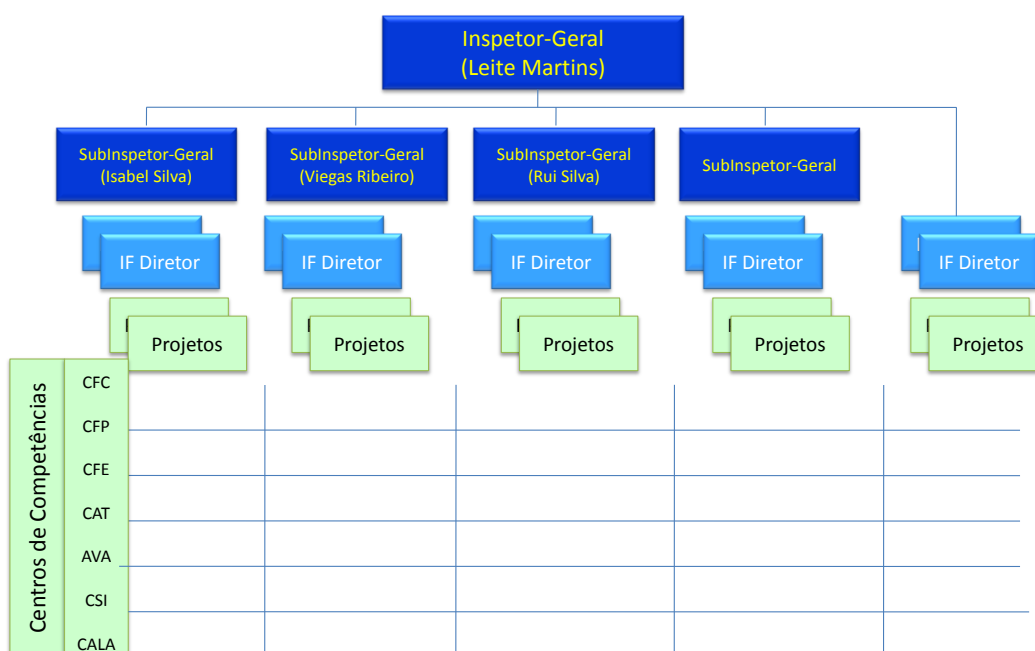 Inspetor-Geral
(Leite Martins)
SubInspetor-Geral
(Isabel Silva)
SubInspetor-Geral
(Viegas Ribeiro)
SubInspetor-Geral
(Rui Silva)
SubInspetor-Geral
IF Diretor
IF Diretor
IF Diretor
IF Diretor
IF Diretor
Projetos
Projetos
Projetos
Projetos
Projetos
Centros de Competências
CFC
CFP
CFE
CAT
AVA
CSI
CALA